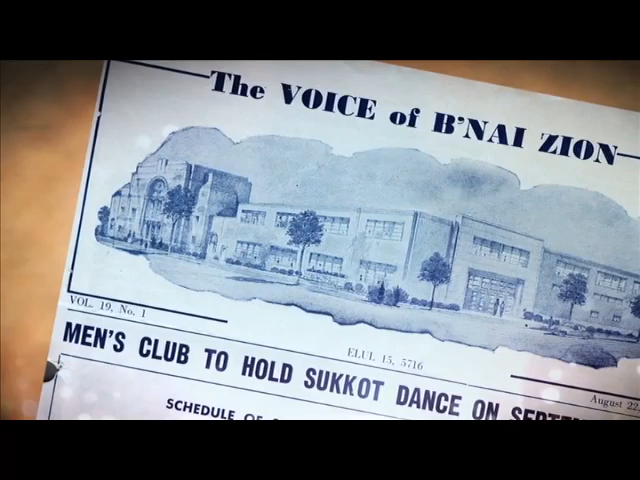 The VOICE of B'NAI ZION
VOL. 19, No. 1
ELUL 15, 5716
August 22,
MEN'S CLUB TO HOLD SUKKOT DANCE ON
SCHEDULE OF